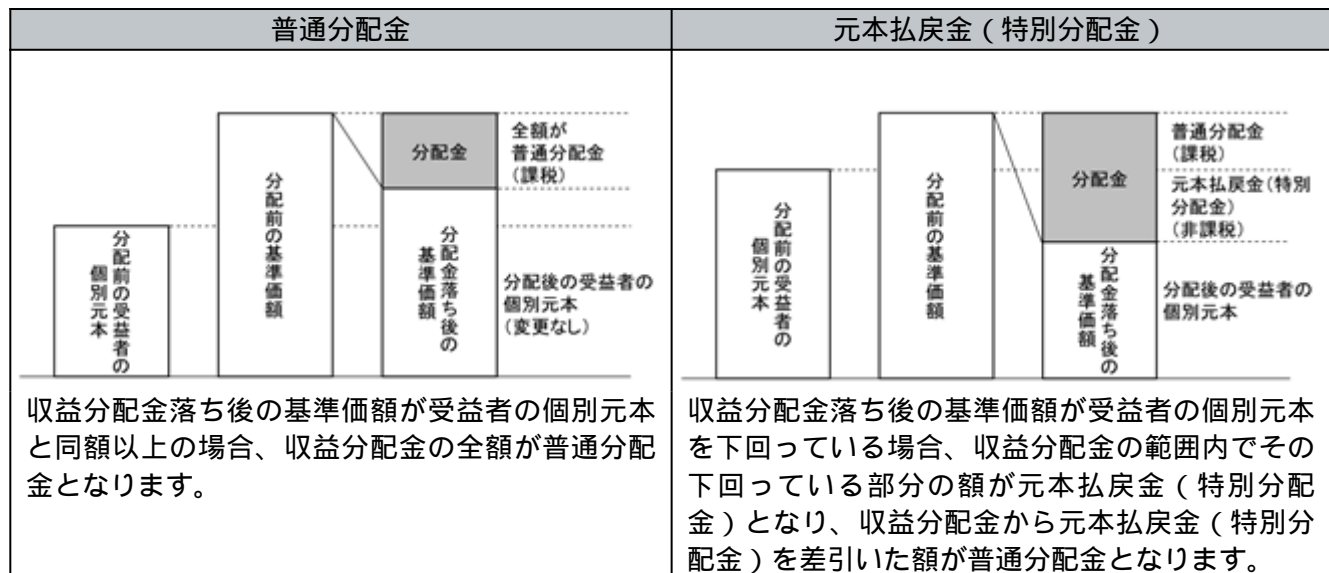 普通分配金
元本払戻金（特別分配金）
分配前の受益者の
個別元本
分配前の基準価額
分配金
分配金落ち後の
基準価額
全額が
普通分配金
(課税)
分配後の受益者の
個別元本
(変更なし)
収益分配金落ち後の基準価額が受益者の個別元本
と同額以上の場合、収益分配金の全額が普通分配
金となります。
分配前の受益者の
個別元本
分配前の基準価額
分配金
分配金落ち後の
基準価額
普通分配金
(課税)
元本払戻金(特別
分配金)
(非課税)
分配後の受益者の
個別元本
収益分配金落ち後の基準価額が受益者の個別元本
を下回っている場合、収益分配金の範囲内でその
下回っている部分の額が元本払戻金（特別分配
金）となり、収益分配金から元本払戻金（特別分
配金）を差引いた額が普通分配金となります。